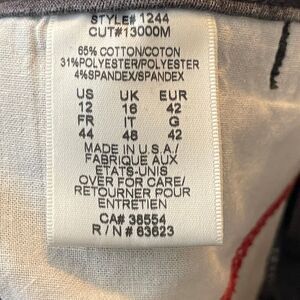 STYLE# 1244
CUT#13000M
65% COTTON/COTON
31%POLYESTER/POLYESTER
4%SPANDEX/SPANDEX
US UK EUR
12 16 42
FR IT G
44 48 42
MADE IN U.S.A./
FABRIQUE AUX
ETATS-UNIS
OVER FOR CARE/
RETOURNER POUR
ENTRETIEN
CA# 38554
R/N # 63623